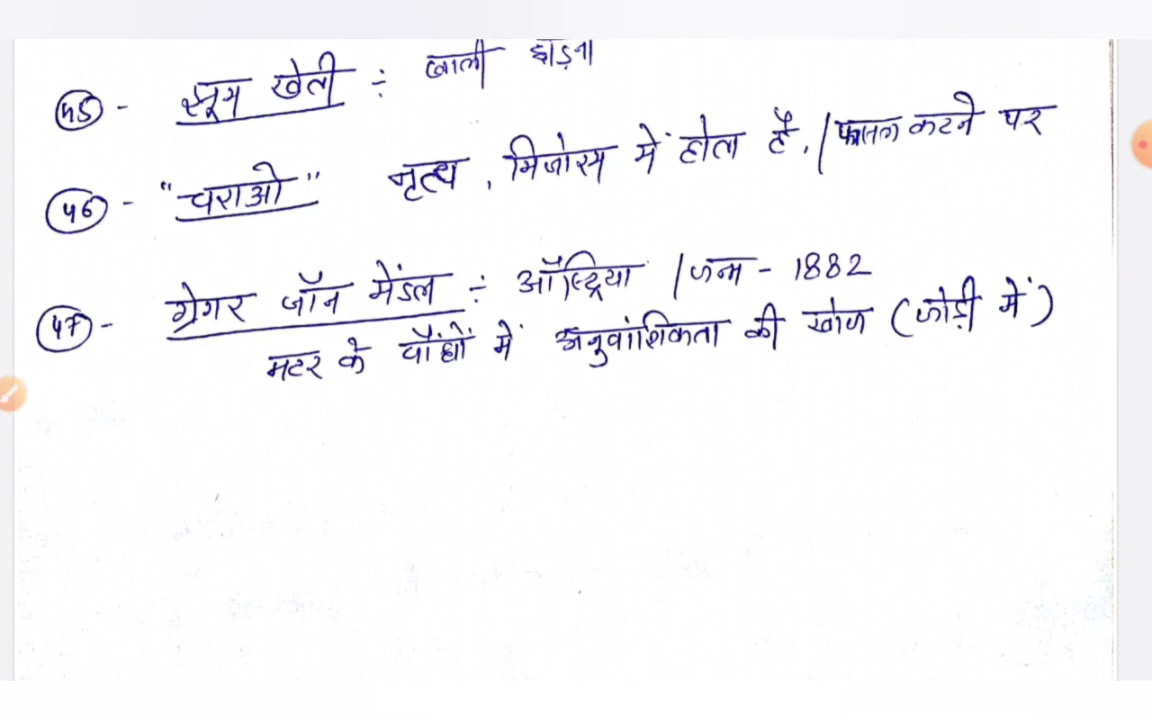 45 - झूम खेती ÷ खाली छोड़ना
46 - "चराओ" नृत्य , मिजोरम में होता है, / फसल कटने पर
47 - ग्रेगर जॉन मेंडल ÷ ऑस्ट्रिया / जन्म - 1882
मटर के पौंधों में अनुवांशिकता की खोज (जोड़ी में)